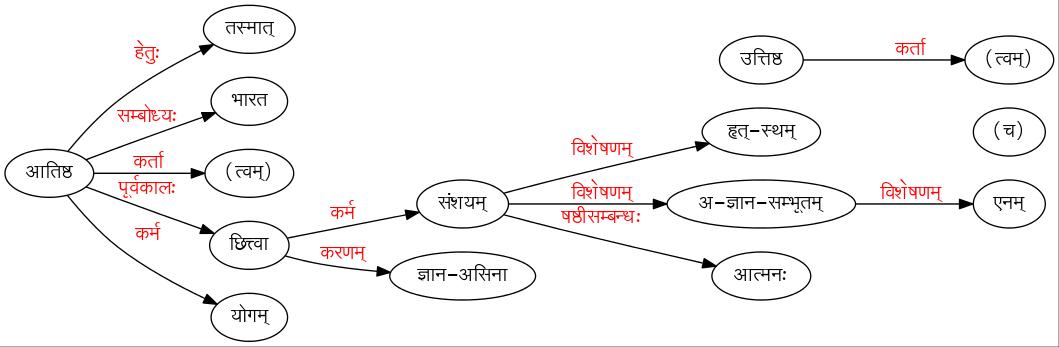 तस्मात्
हेतुः
उत्तिष्ठ
कर्ता
(त्वम्)
भारत
सम्बोध्यः
हृत्-स्थम्
(च)
विशेषणम्
आतिष्ठ
कर्ता
(त्वम्)
पूर्वकालः
संशयम्
विशेषणम्
अ-ज्ञान-सम्भूतम्
विशेषणम्
एनम्
कर्म
षष्ठीसम्बन्धः
कर्म
छित्त्वा
करणम्
ज्ञान-असिना
आत्मनः
योगम्